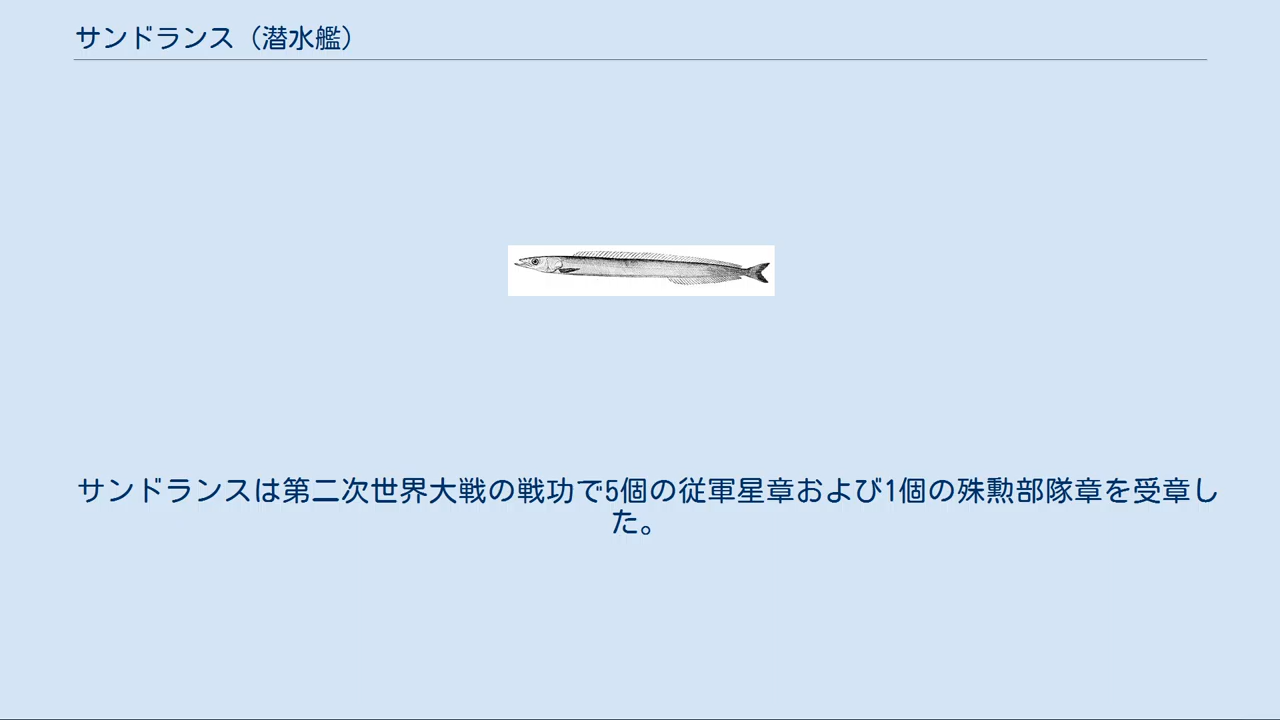 サンドランス（潜水艦）
サンドランスは第二次世界大戦の戦功で5個の従軍星章および1個の殊勲部隊章を受章し
た。